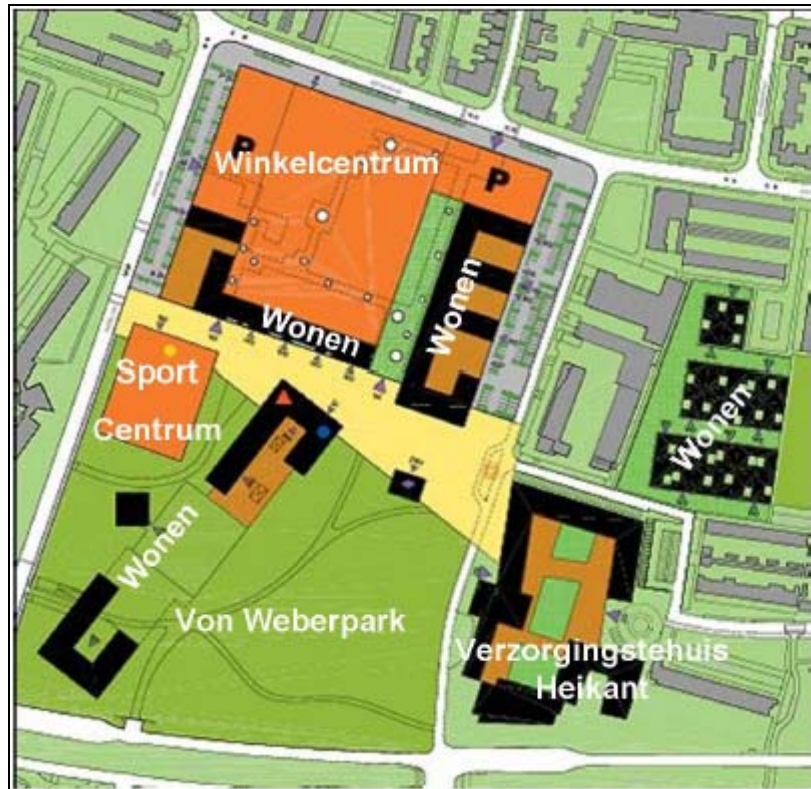 P
Winkelcentrum
P
Wonen
Wonen
Sport
Centrum
Wonen
Wonen
Von Weberpark
Verzorgingstehuis
Heikant